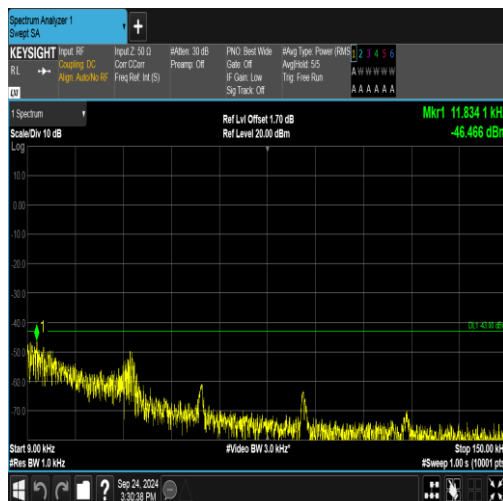 Spectrum Analyzer 1
Swept SA
+
KEYSIGHT
RL
Input: RF
Coupling: DC
Align: Auto/No RF
Input Z: 50 Ω
Corr CCorr
Freq Ref: Int (S)
#Atten: 30 dB
Preamp: Off
PNO: Best Wide
Gate: Off
IF Gain: Low
Sig Track: Off
#Avg Type: Power (RMS
Avg|Hold: 5/5
Trig: Free Run
1 2 3 4 5 6
A W W W W W
A A A A A A
1 Spectrum
Scale/Div 10 dB
Ref Lvl Offset 1.70 dB
Ref Level 20.00 dBm
Mkr1 11.834 1 kHz
-46.466 dBm
Log
10.0
0.00
-10.0
-20.0
-30.0
-40.0
-50.0
-60.0
-70.0
1
DL1 -43.00 dBm
Start 9.00 kHz
#Res BW 1.0 kHz
#Video BW 3.0 kHz*
Stop 150.00 kHz
#Sweep 1.00 s (10001 pts)
?
Sep 24, 2024
3:30:38 PM